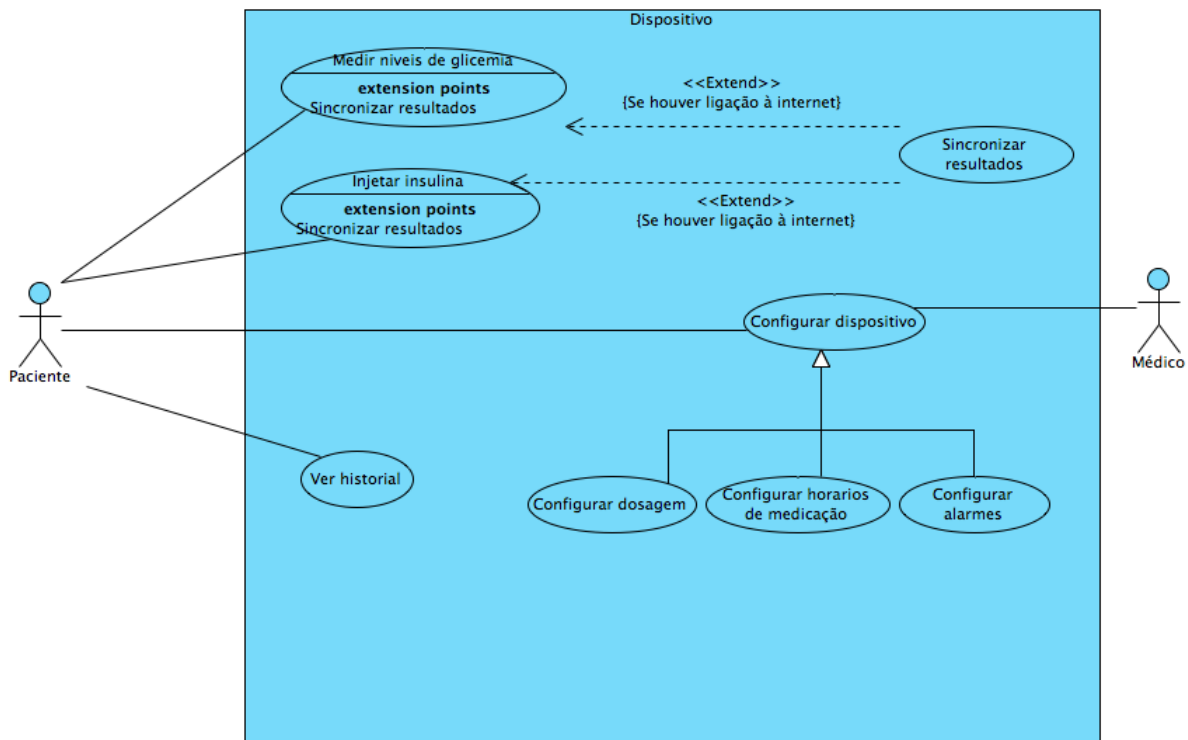 Dispositivo
Medir niveis de glicemia
extension points
Sincronizar resultados
<<Extend>>
{Se houver ligação à internet}
Sincronizar
resultados
Injetar insulina
extension points
Sincronizar resultados
<<Extend>>
{Se houver ligação à internet}
Configurar dispositivo
Paciente
Médico
Ver historial
Configurar dosagem
Configurar horarios
de medicação
Configurar
alarmes